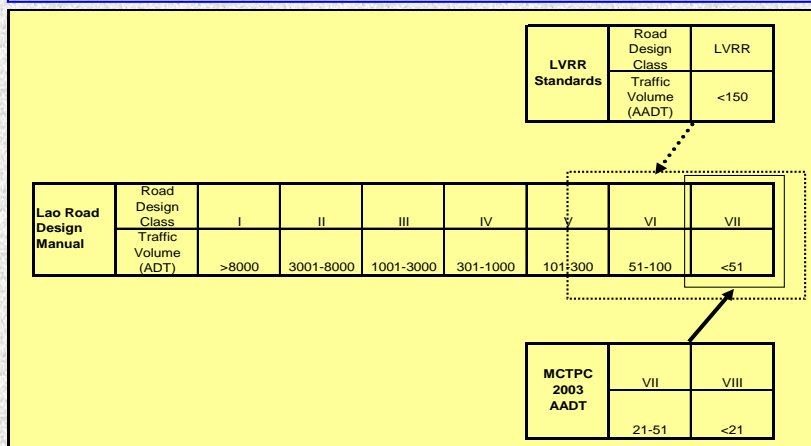 LVRR
Standards
Road
Design
Class
LVRR
Traffic
Volume
(AADT)
<150
Lao Road
Design
Manual
Road
Design
Class
I
II
III
IV
V
VI
VII
Traffic
Volume
(ADT)
>8000
3001-8000
1001-3000
301-1000
101-300
51-100
<51
MCTPC
2003
AADT
VII
VIII
21-51
<21